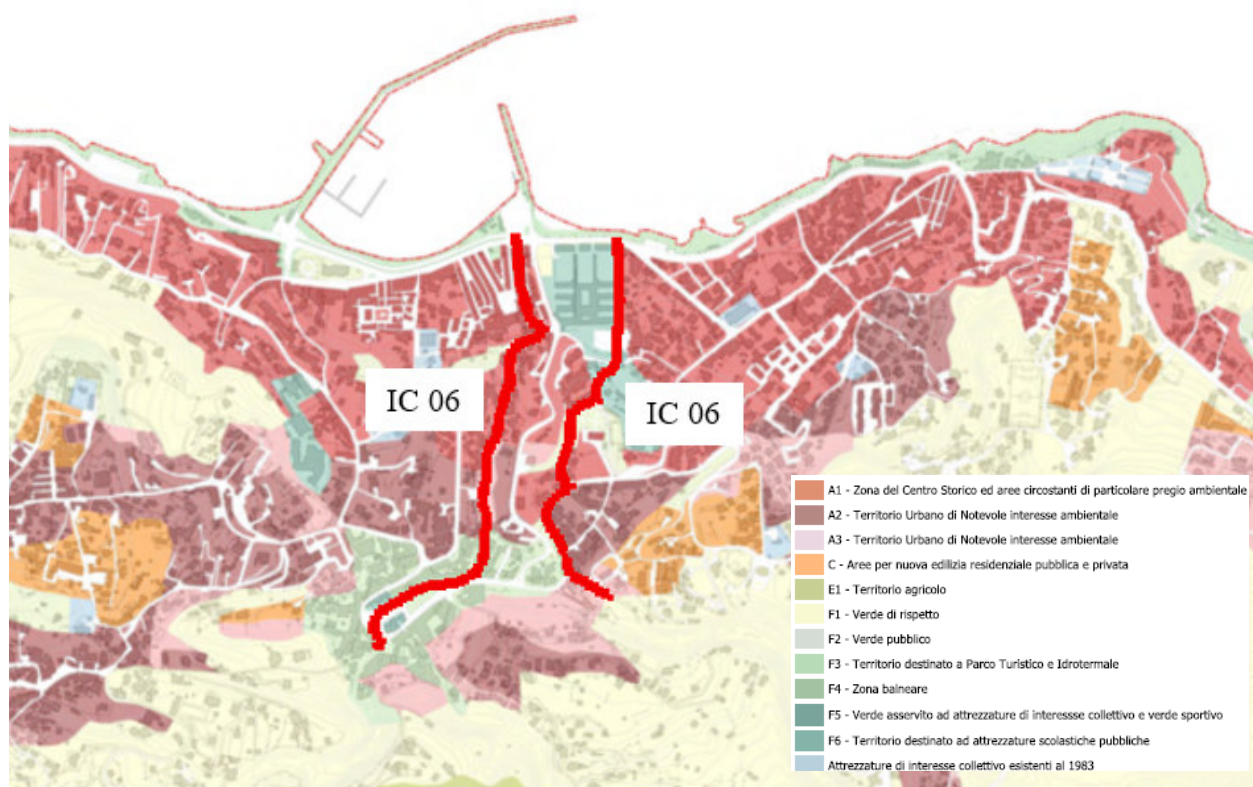 IC 06
IC 06
A1 - Zona del Centro Storico ed aree circostanti di particolare pregio ambientale
A2 - Territorio Urbano di Notevole interesse ambientale
A3 - Territorio Urbano di Notevole interesse ambientale
C - Aree per nuova edilizia residenziale pubblica e privata
E1 - Territorio agricolo
F1 - Verde di rispetto
F2 - Verde pubblico
F3 - Territorio destinato a Parco Turistico e Idrotermale
F4 - Zona balneare
F5 - Verde asservito ad attrezzature di interessse collettivo e verde sportivo
F6 - Territorio destinato ad attrezzature scolastiche pubbliche
Attrezzature di interesse collettivo esistenti al 1983